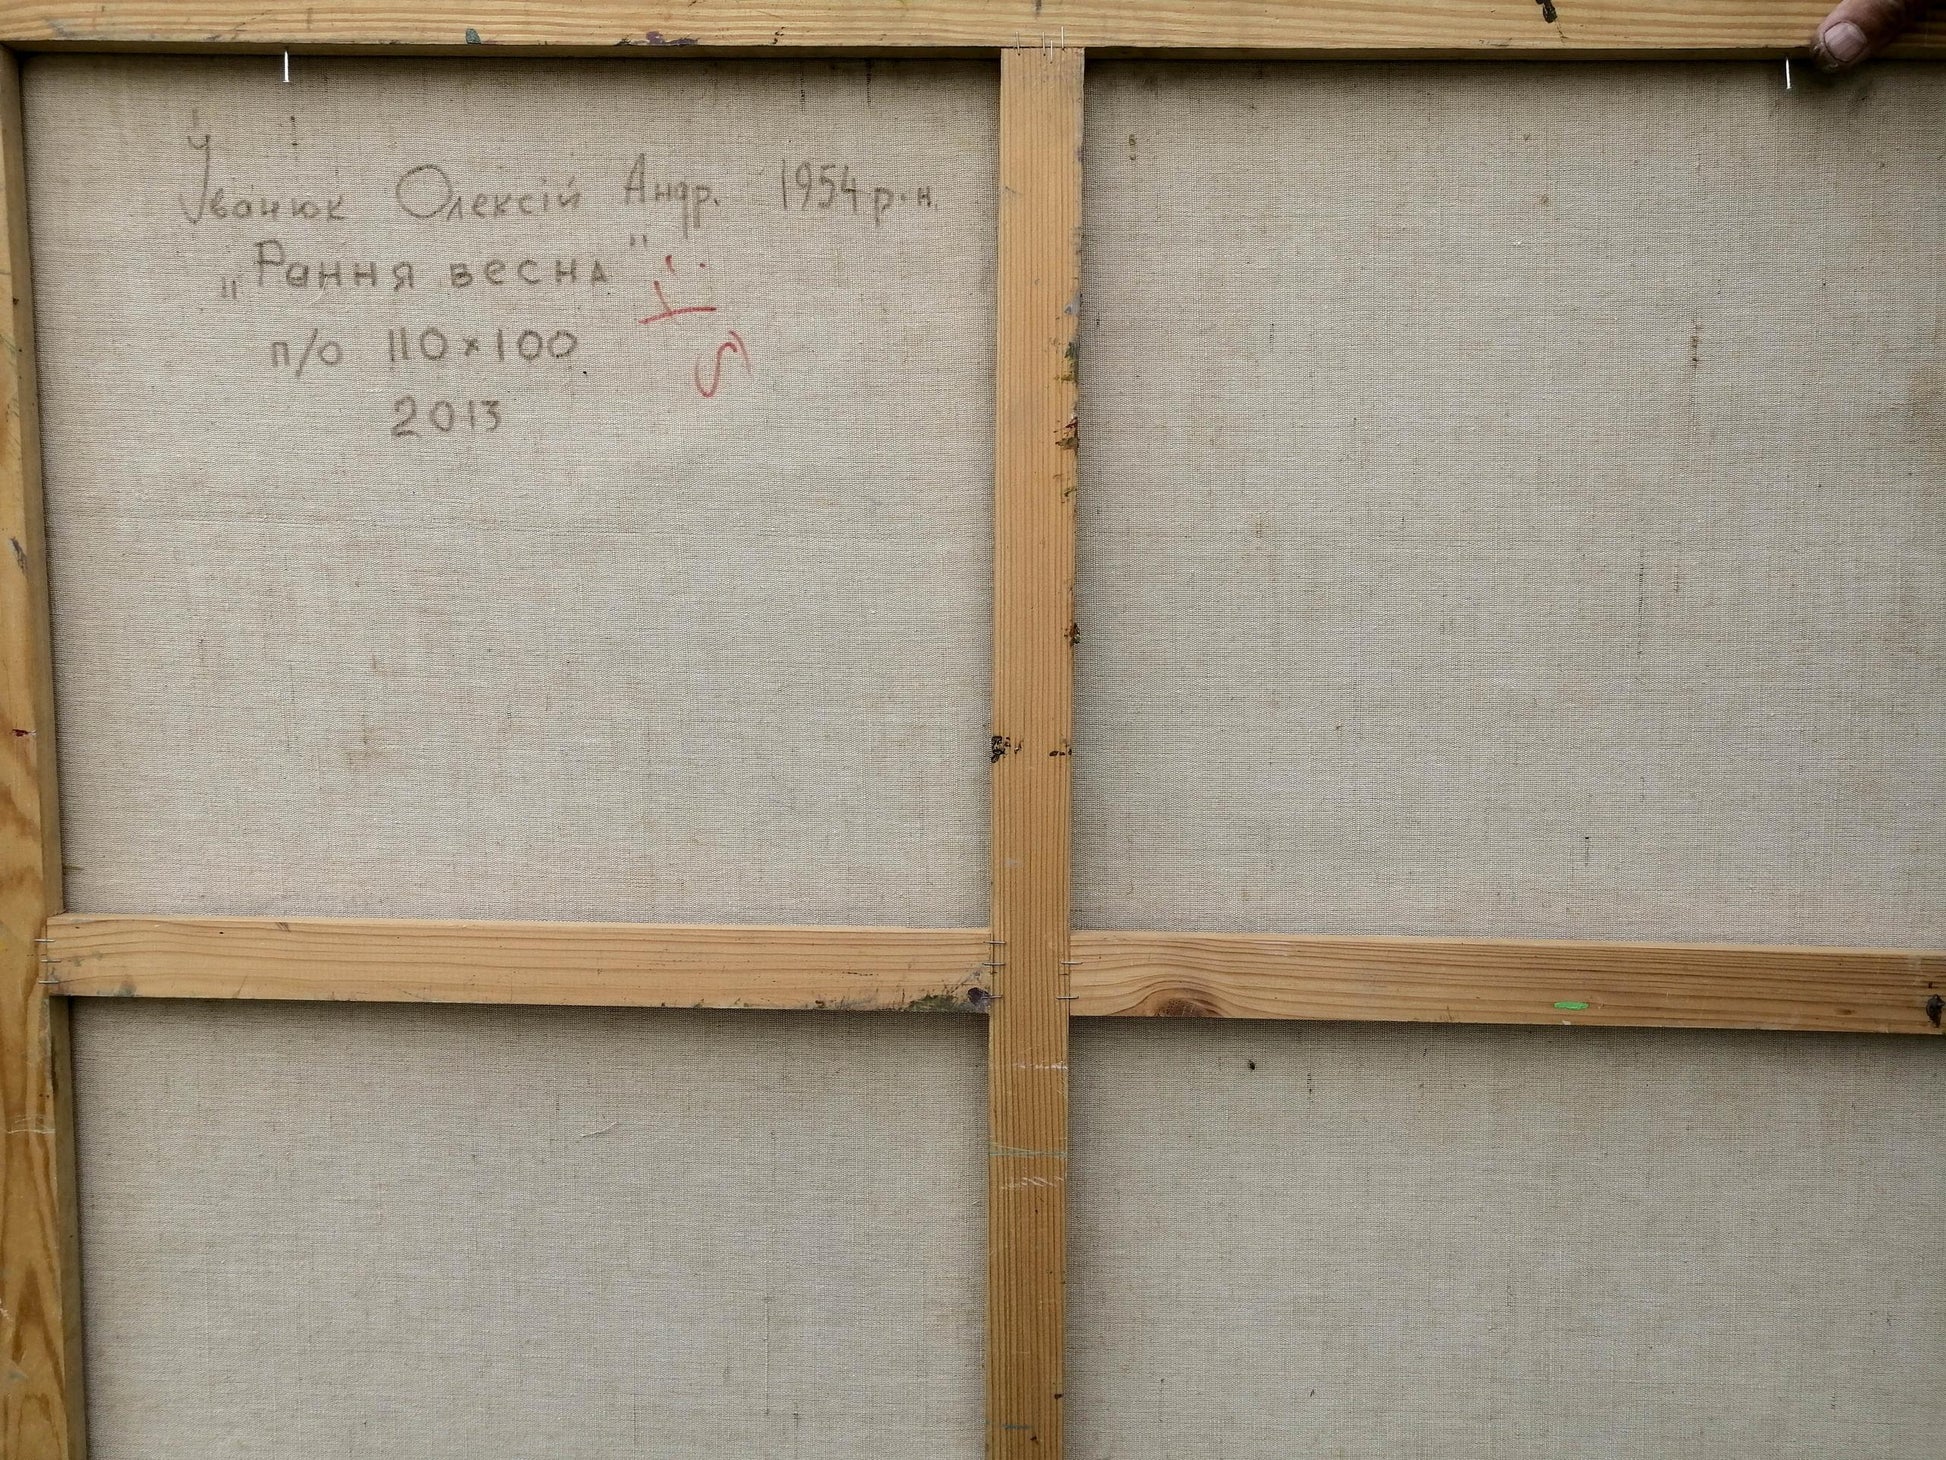 Іванюк Олексій Андр. 1954 р.н.
„Рання весна"
п/о 110×100
2013